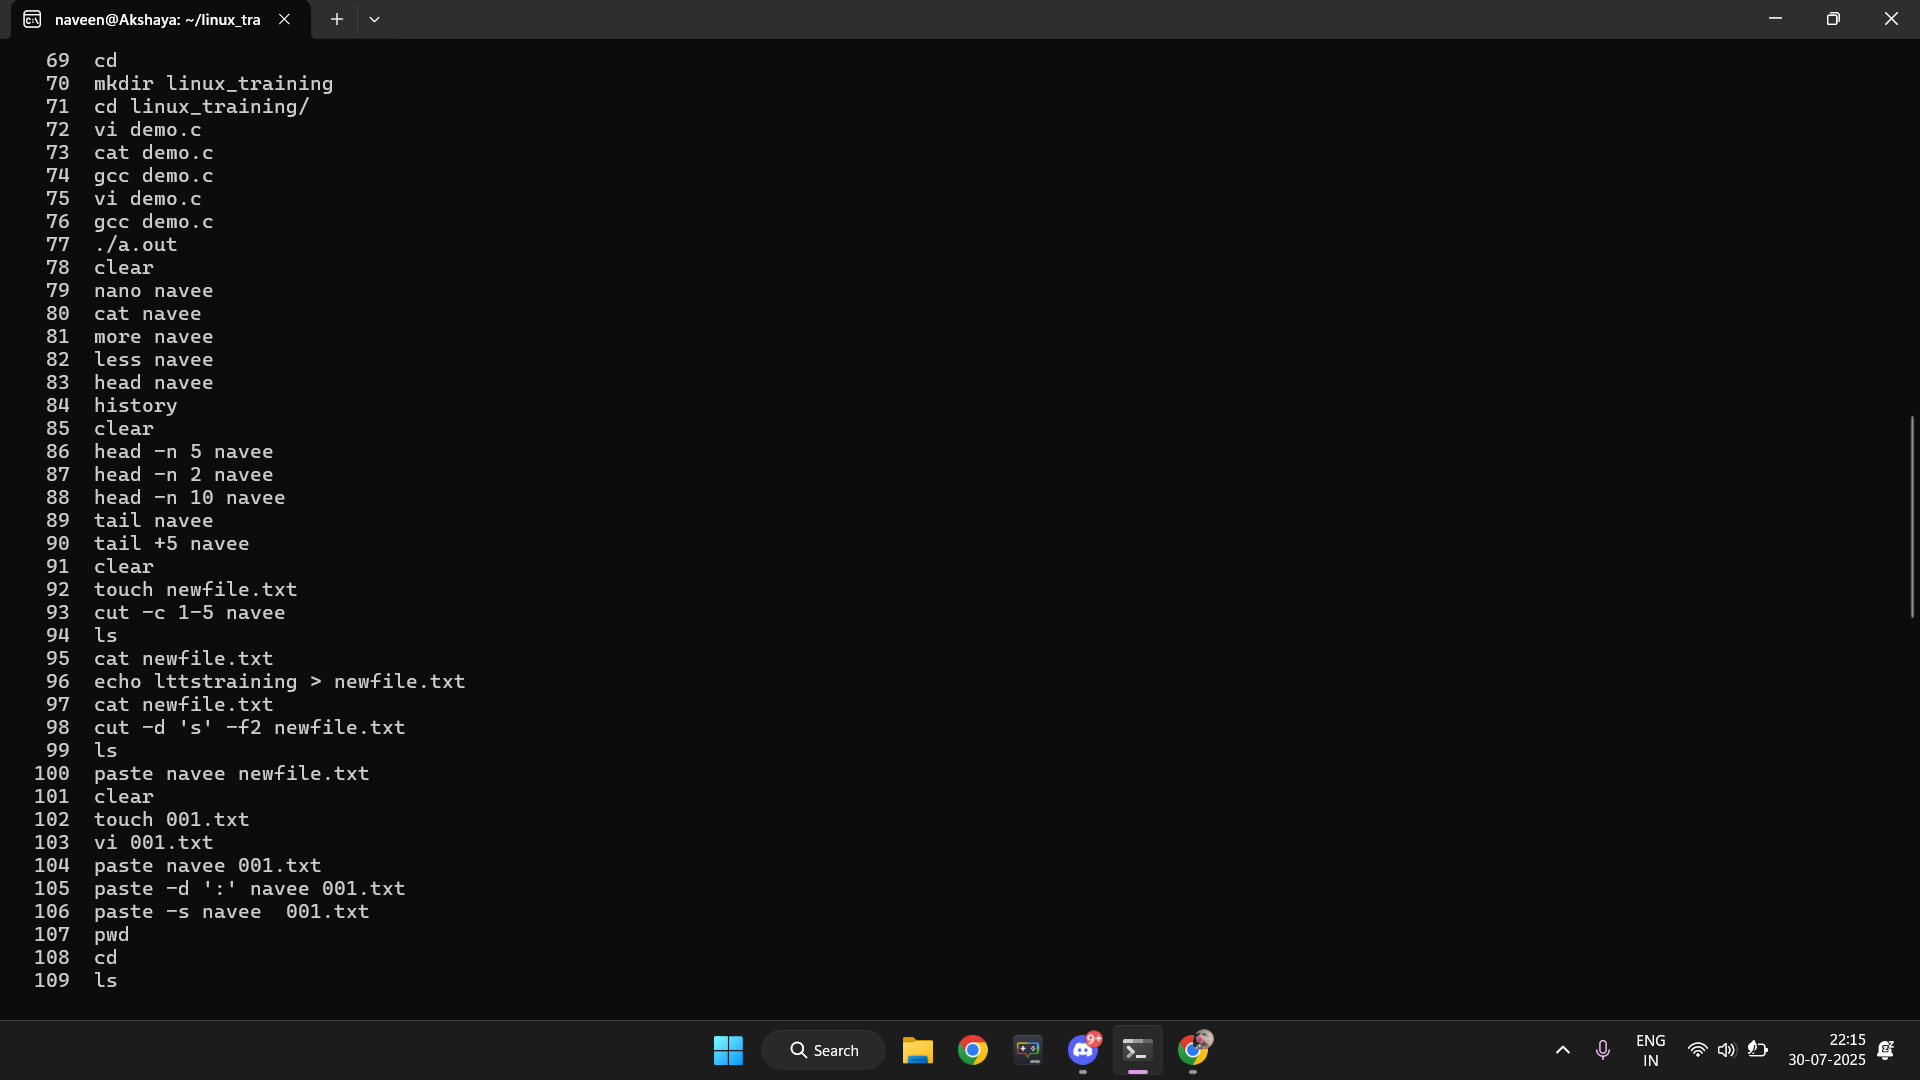 naveen@Akshaya: ~/linux_tra
69 cd
70 mkdir linux_training
71 cd linux_training/
72 vi demo.c
73 cat demo.c
74 gcc demo.c
75 vi demo.c
76 gcc demo.c
77 ./a.out
78 clear
79 nano navee
80 cat navee
81 more navee
82 less navee
83 head navee
84 history
85 clear
86 head -n 5 navee
87 head -n 2 navee
88 head -n 10 navee
89 tail navee
90 tail +5 navee
91 clear
92 touch newfile.txt
93 cut -c 1-5 navee
94 ls
95 cat newfile.txt
96 echo lttstraining > newfile.txt
97 cat newfile.txt
98 cut -d 's' -f2 newfile.txt
99 ls
100 paste navee newfile.txt
101 clear
102 touch 001.txt
103 vi 001.txt
104 paste navee 001.txt
105 paste -d ':' navee 001.txt
106 paste -s navee  001.txt
107 pwd
108 cd
109 ls
Search
9+
ENG
IN
22:15
30-07-2025